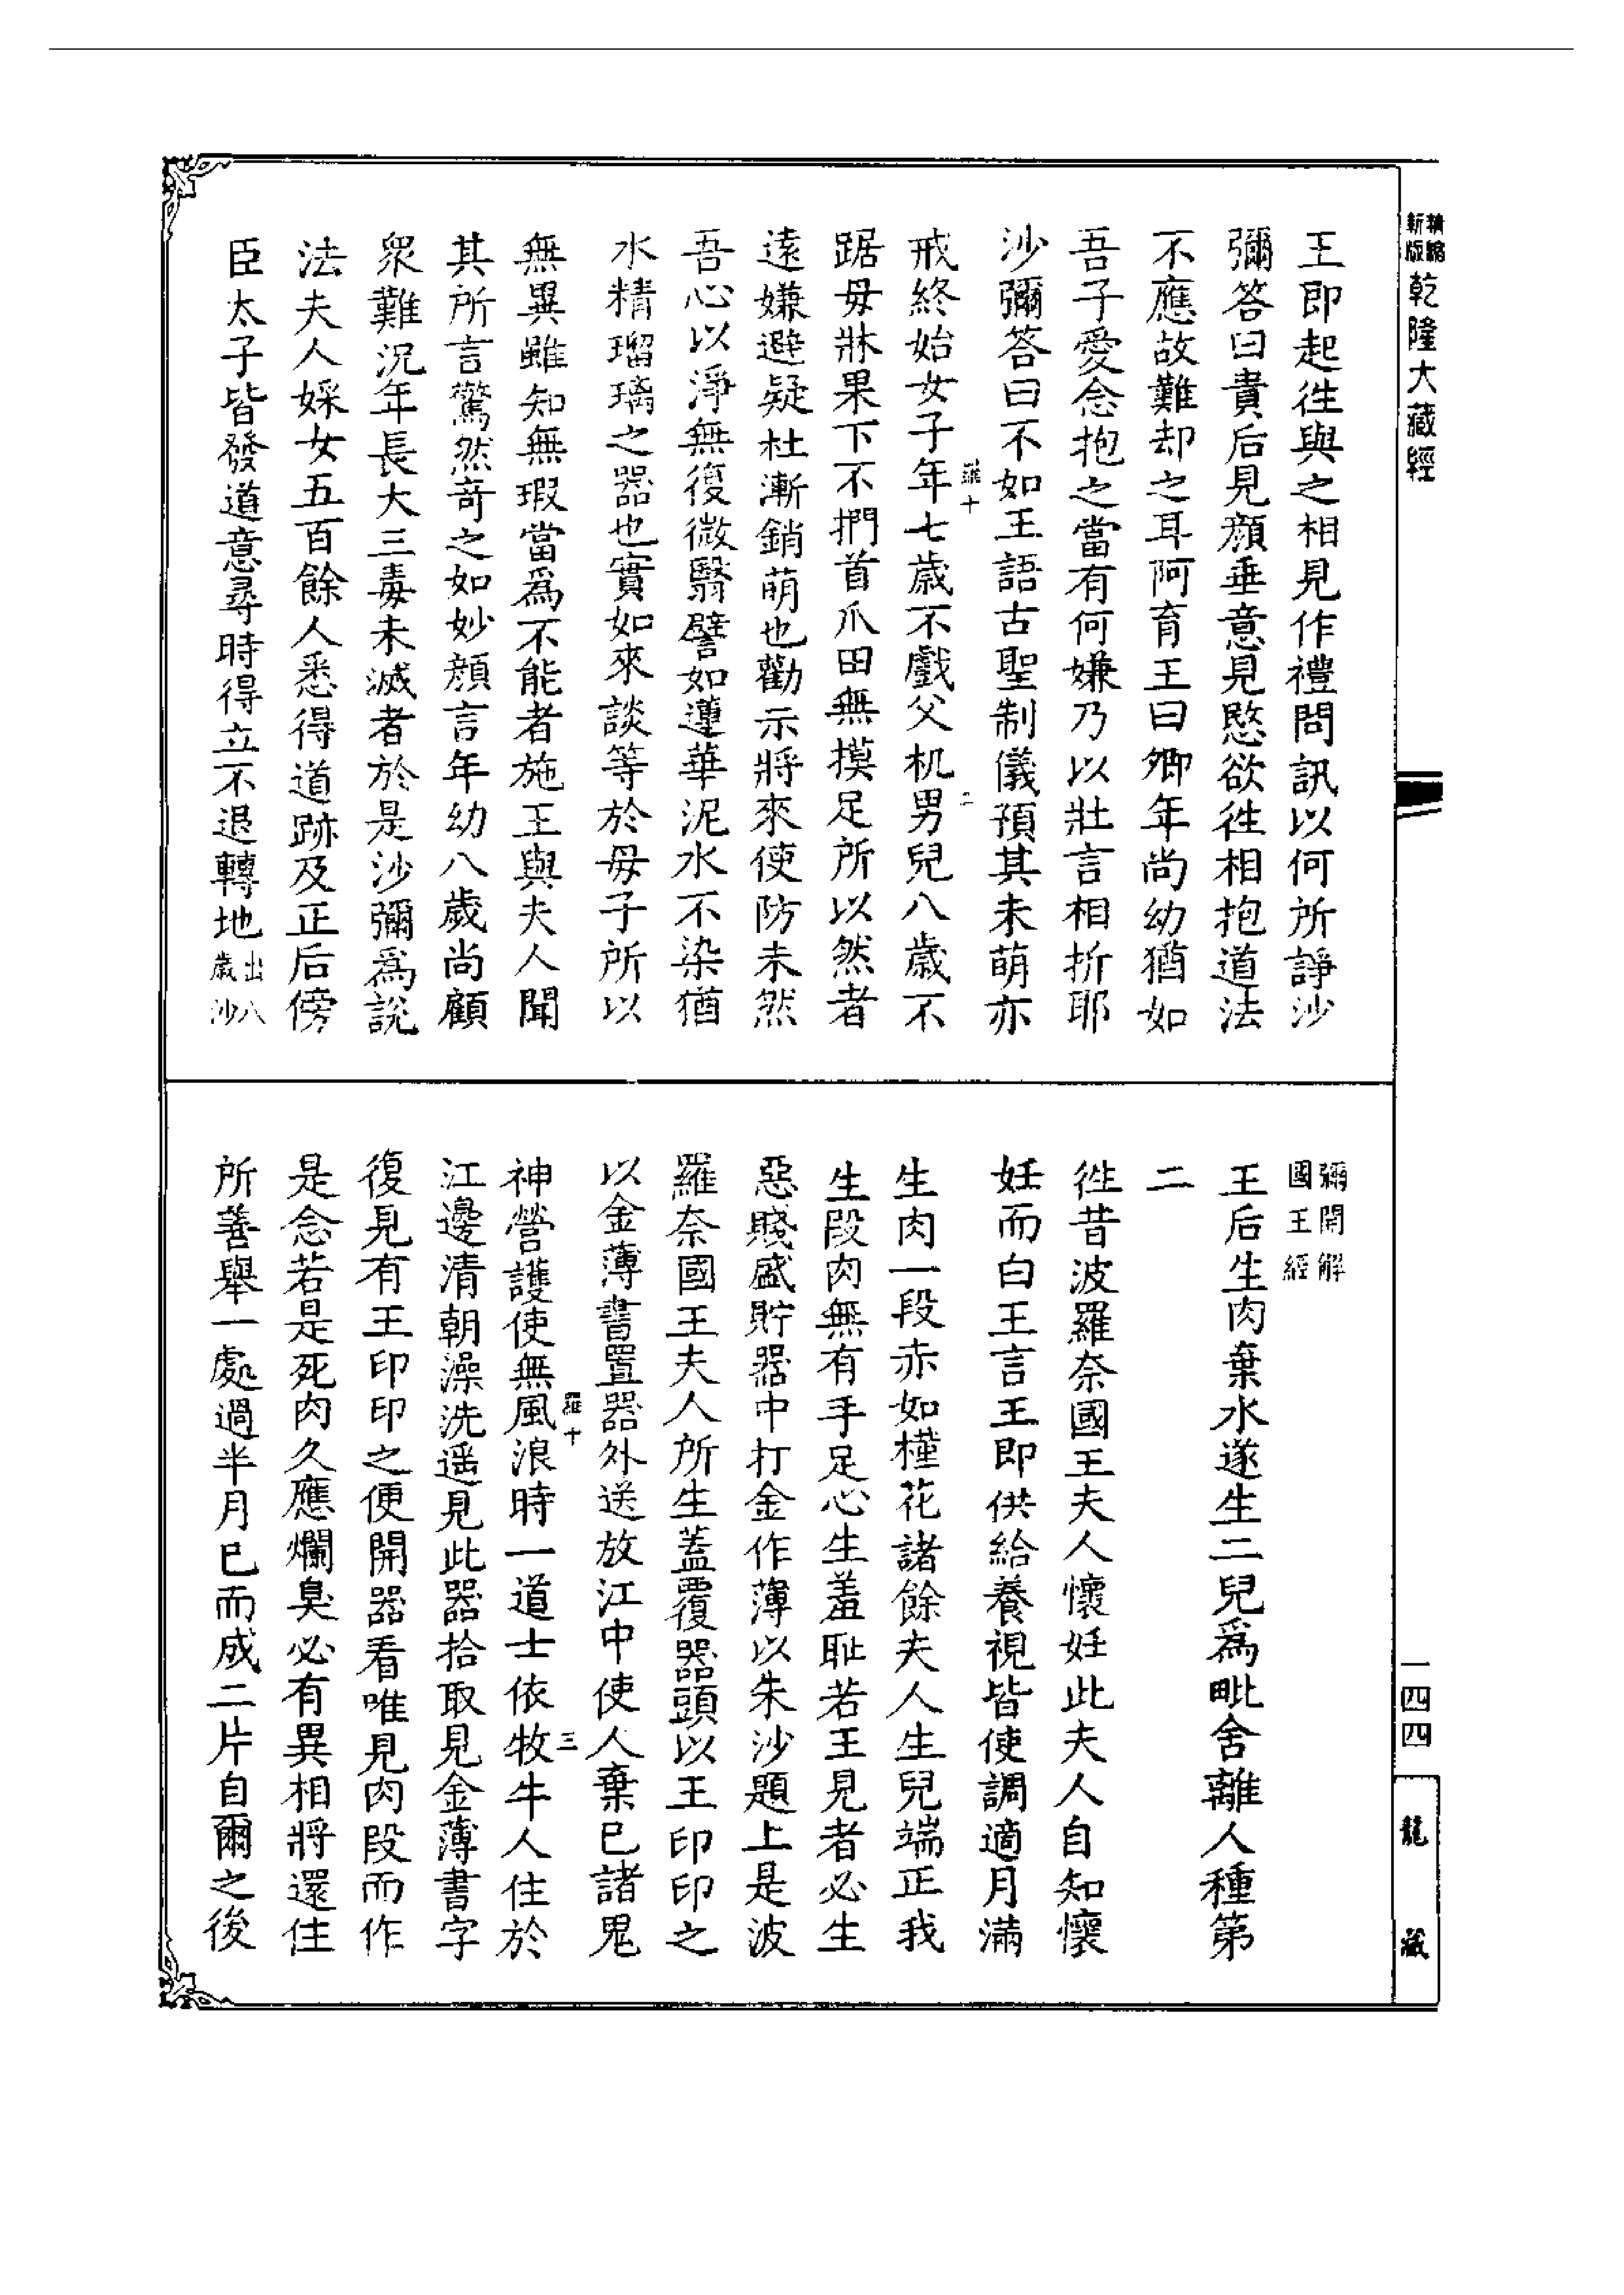 精縮新版
乾隆大藏經
王即起往與之相見作禮問訊以何所諍沙
彌答曰貴后見顏垂意見愍欲往相抱道法
不應故難却之耳阿育王曰卿年尚幼猶如
吾子愛念抱之當有何嫌乃以壯言相折耶
沙彌答曰不如王語古聖制儀預其未萌亦
羅十
二
戒終始女子年七歲不戲父机男兒八歲不
踞母牀果下不捫首爪田無摸足所以然者
遠嫌避疑杜漸銷萌也勸示將來使防未然
吾心以淨無復微翳譬如蓮華泥水不染猶
水精瑠璃之器也實如來談等於母子所以
無異雖知無瑕當爲不能者施王與夫人聞
其所言驚然奇之如妙顏言年幼八歲尚顧
衆難況年長大三毒未滅者於是沙彌爲說
法夫人婇女五百餘人悉得道跡及正后傍
臣太子皆發道意尋時得立不退轉地出八
歲沙
彌開解
國王經
王后生肉棄水遂生二兒爲毗舍離人種第
二
往昔波羅奈國王夫人懷妊此夫人自知懷
妊而白王言王即供給養視皆使調適月滿
生肉一段赤如槿花諸餘夫人生兒端正我
生段肉無有手足心生羞恥若王見者必生
惡賤盛貯器中打金作薄以朱沙題上是波
羅奈國王夫人所生蓋覆器頭以王印印之
以金薄書置器外送放江中使人棄已諸鬼
羅十
三
神營護使無風浪時一道士依牧牛人住於
江邊清朝澡洗遥見此器拾取見金薄書字
復見有王印印之便開器看唯見肉段而作
是念若是死肉久應爛臭必有異相將還住
所善舉一處過半月已而成二片自爾之後
一四四
龍藏